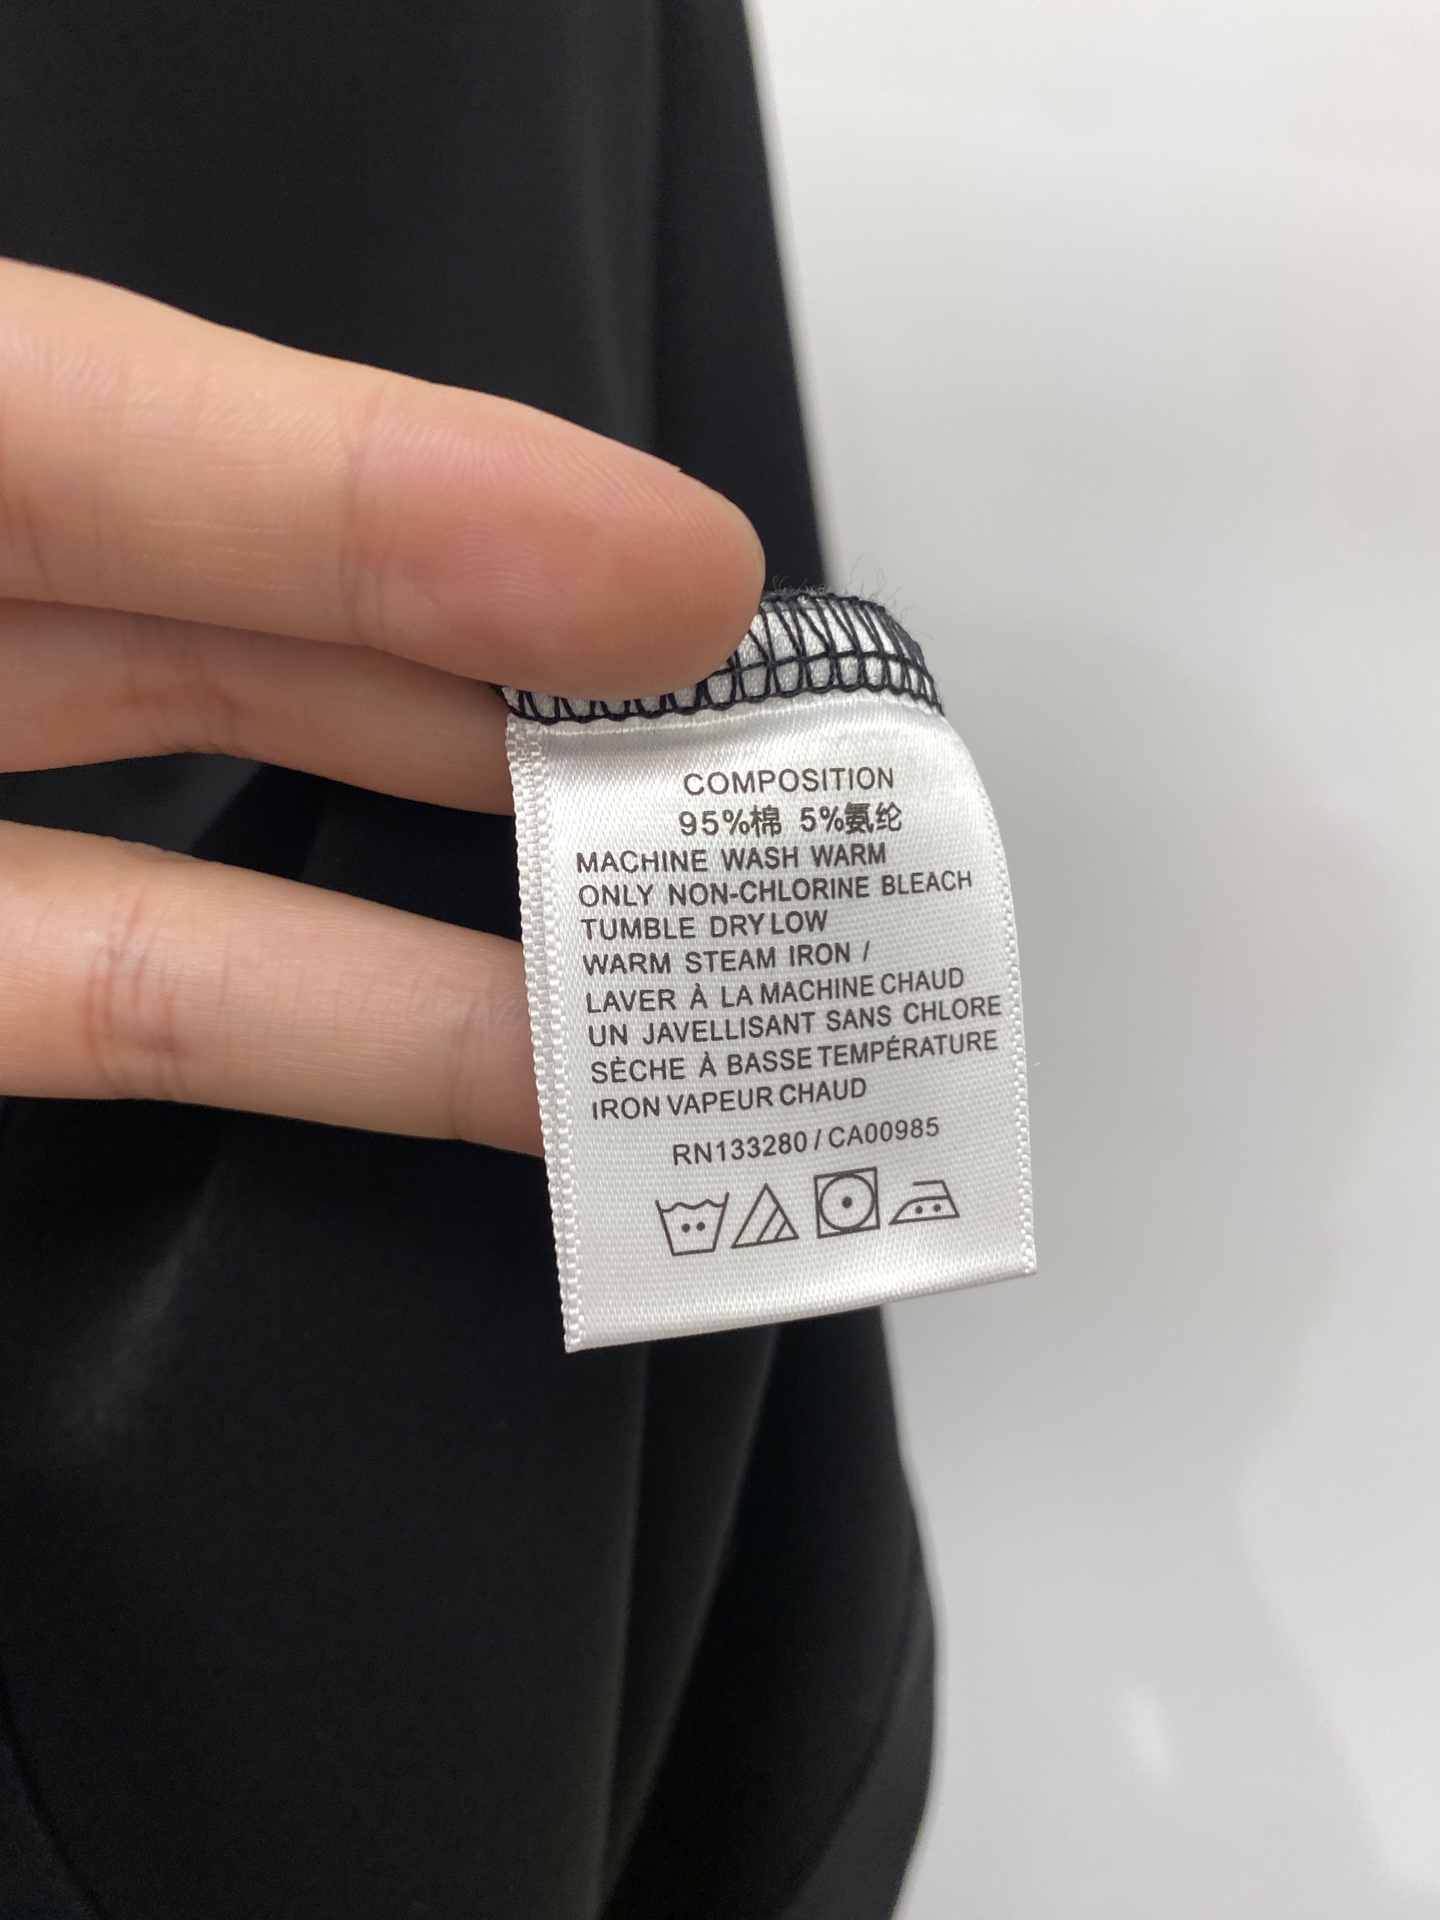 COMPOSITION
95%棉 5%氨纶
MACHINE WASH WARM
ONLY NON-CHLORINE BLEACH
TUMBLE DRY LOW
WARM STEAM IRON /
LAVER À LA MACHINE CHAUD
UN JAVELLISANT SANS CHLORE
SÈCHE À BASSE TEMPÉRATURE
IRON VAPEUR CHAUD
RN133280 / CA00985